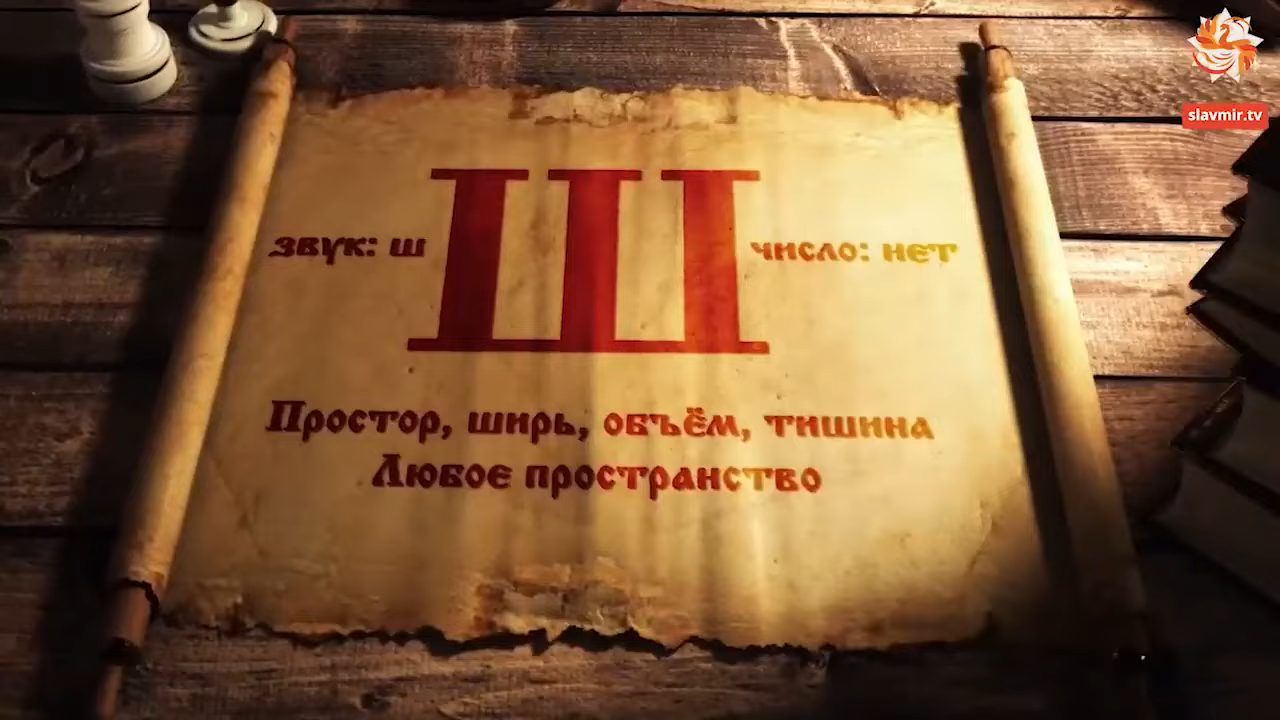 slavmir.tv
Ш
звук: ш
число: нет
Простор, ширь, объём, тишина
Любое пространство